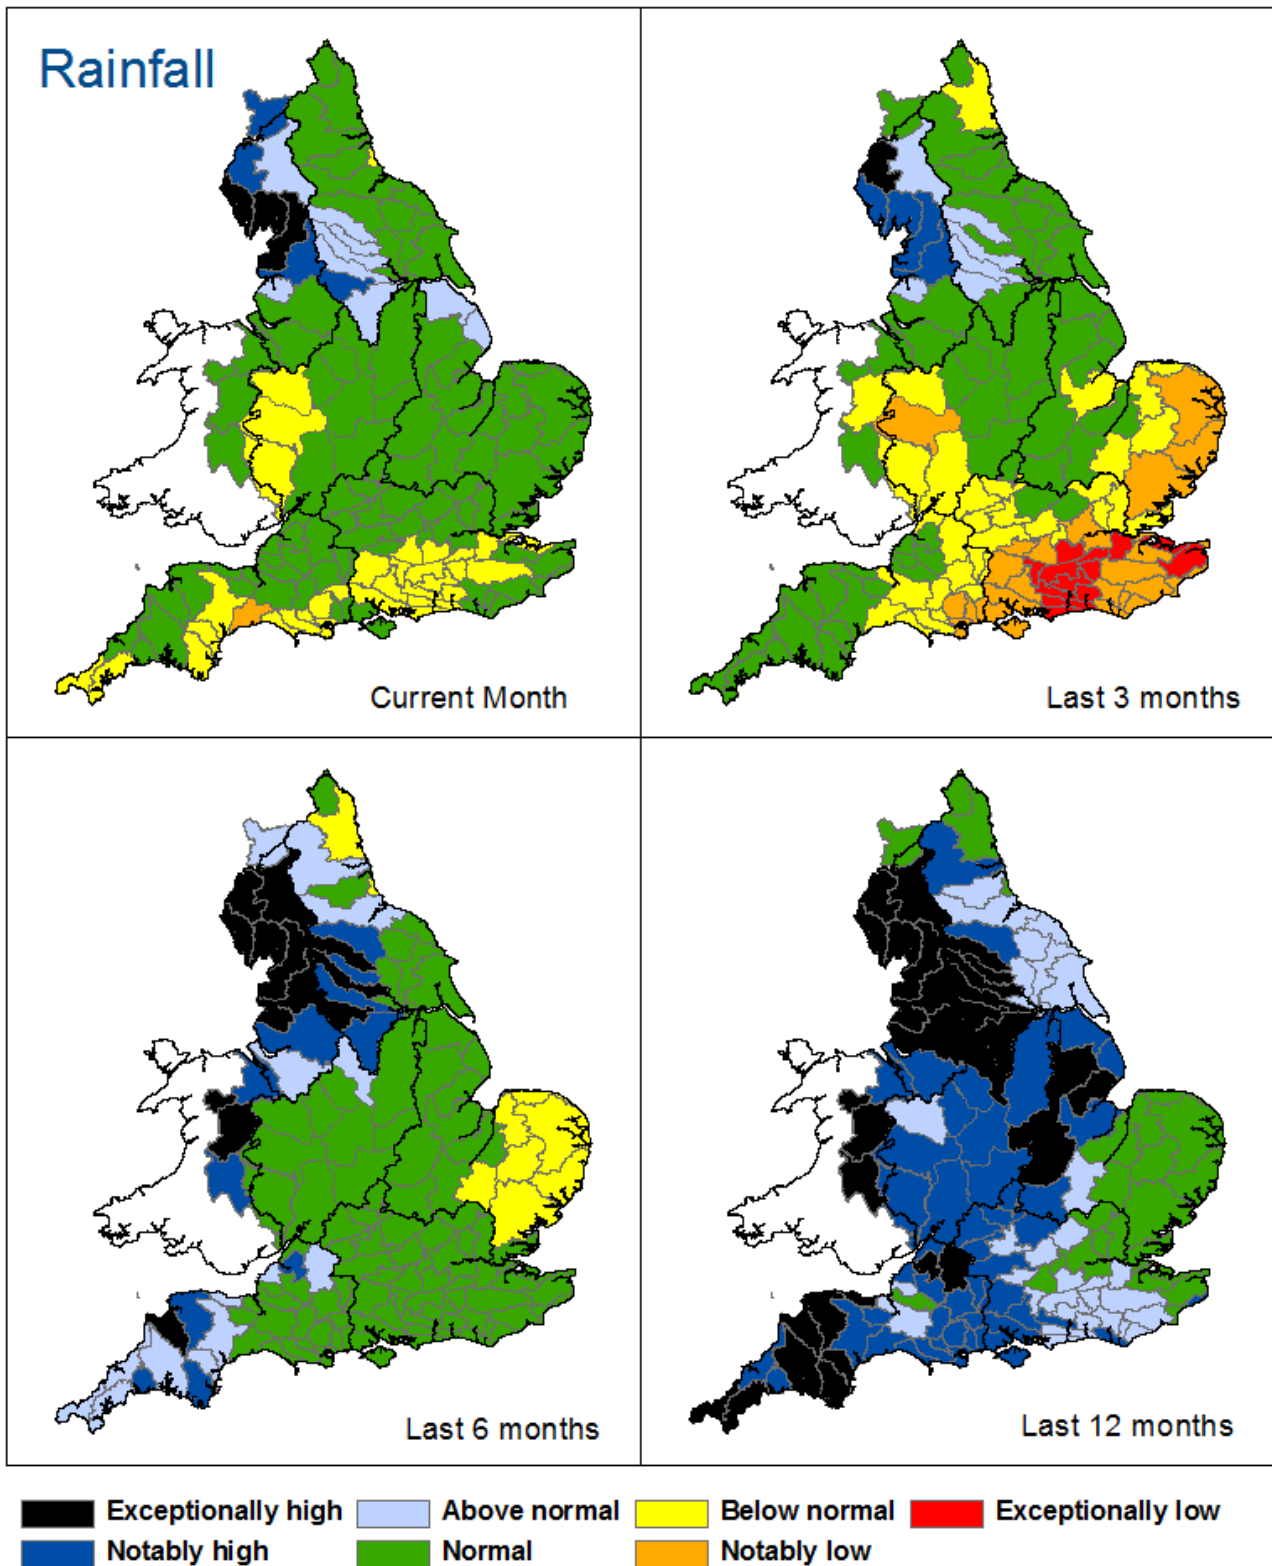 Rainfall
Current Month
Last 3 months
Last 6 months
Last 12 months
Exceptionally high
Above normal
Below normal
Exceptionally low
Notably high
Normal
Notably low